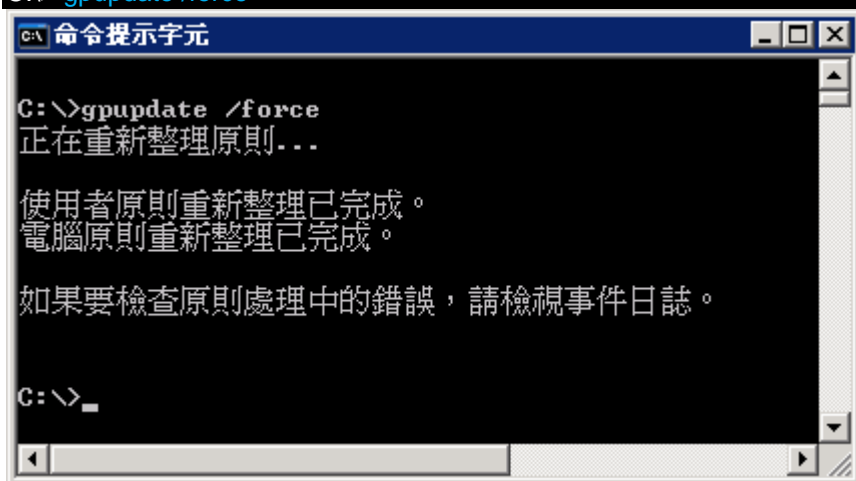 命令提示字元
C:\>gpupdate /force
正在重新整理原則...
使用者原則重新整理已完成。
電腦原則重新整理已完成。
如果要檢查原則處理中的錯誤，請檢視事件日誌。
C:\>_